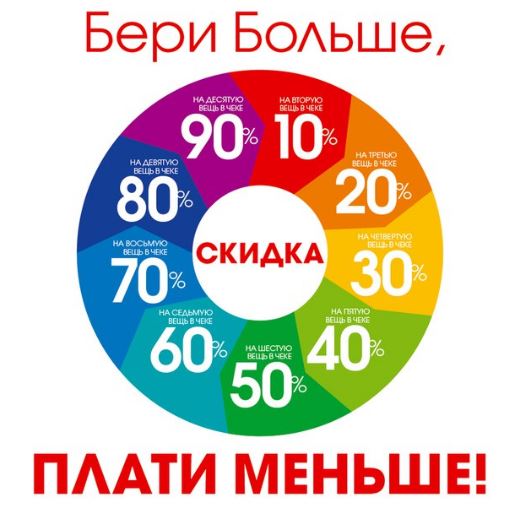 Бери Больше,
НА ВТОРУЮ
ВЕЩЬ В ЧЕКЕ
10%
НА ТРЕТЬЮ
ВЕЩЬ В ЧЕКЕ
20%
НА ЧЕТВЕРТУЮ
ВЕЩЬ В ЧЕКЕ
30%
НА ПЯТУЮ
ВЕЩЬ В ЧЕКЕ
40%
НА ШЕСТУЮ
ВЕЩЬ В ЧЕКЕ
50%
НА СЕДЬМУЮ
ВЕЩЬ В ЧЕКЕ
60%
НА ВОСЬМУЮ
ВЕЩЬ В ЧЕКЕ
70%
НА ДЕВЯТУЮ
ВЕЩЬ В ЧЕКЕ
80%
НА ДЕСЯТУЮ
ВЕЩЬ В ЧЕКЕ
90%
СКИДКА
ПЛАТИ МЕНЬШЕ!